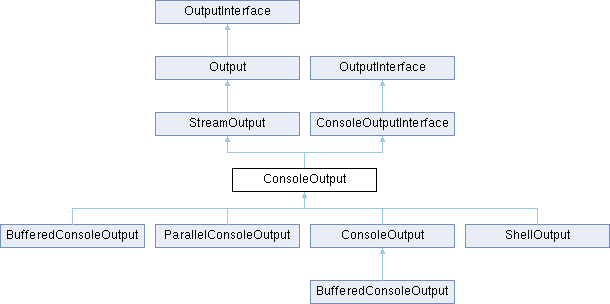 OutputInterface
Output
OutputInterface
StreamOutput
ConsoleOutputInterface
ConsoleOutput
BufferedConsoleOutput
ParallelConsoleOutput
ConsoleOutput
ShellOutput
BufferedConsoleOutput